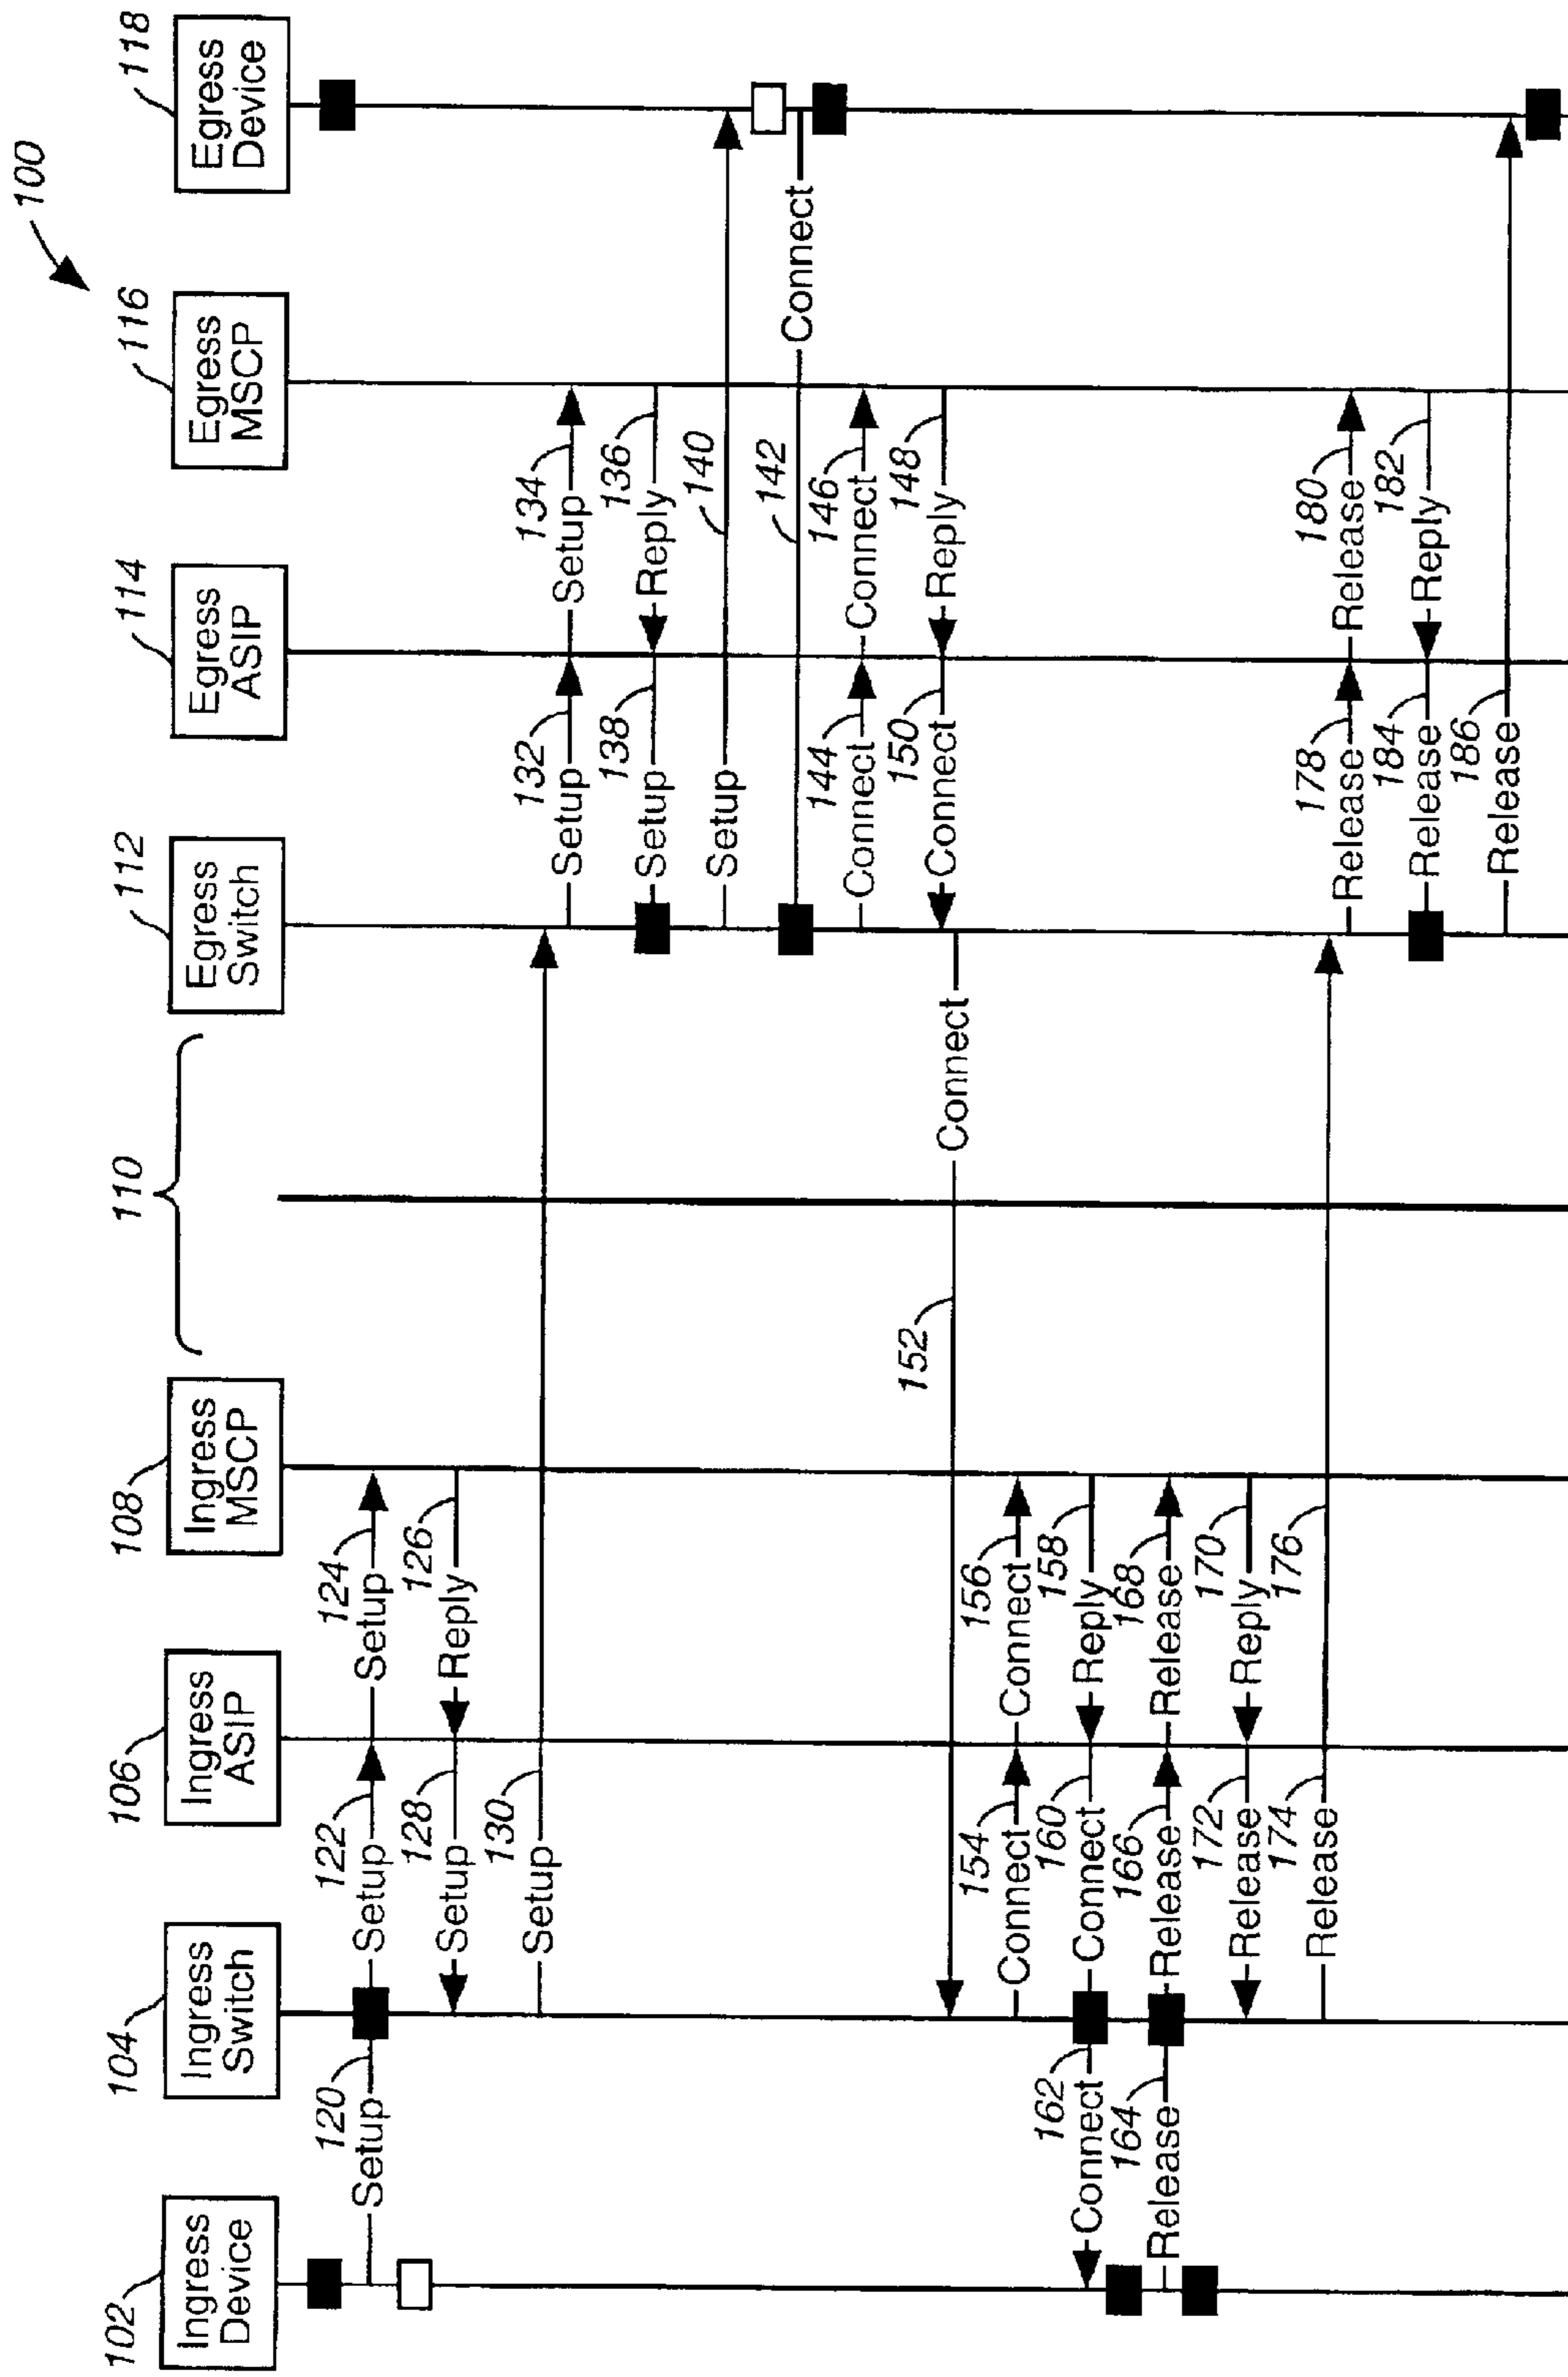 100
102
Ingress
Device
104
Ingress
Switch
106
Ingress
ASIP
108
Ingress
MSCP
110
112
Egress
Switch
114
Egress
ASIP
116
Egress
MSCP
118
Egress
Device
120
Setup
122
Setup
124
Setup
126
Reply
128
Setup
130
Setup
132
Setup
134
Setup
136
Reply
138
Setup
140
Setup
142
Connect
144
Connect
146
Connect
148
Reply
150
Connect
152
Connect
154
Connect
156
Connect
158
Reply
160
Connect
162
Connect
164
Release
166
Release
168
Release
170
Reply
172
Release
174
Release
176
178
Release
180
Release
182
Reply
184
Release
186
Release